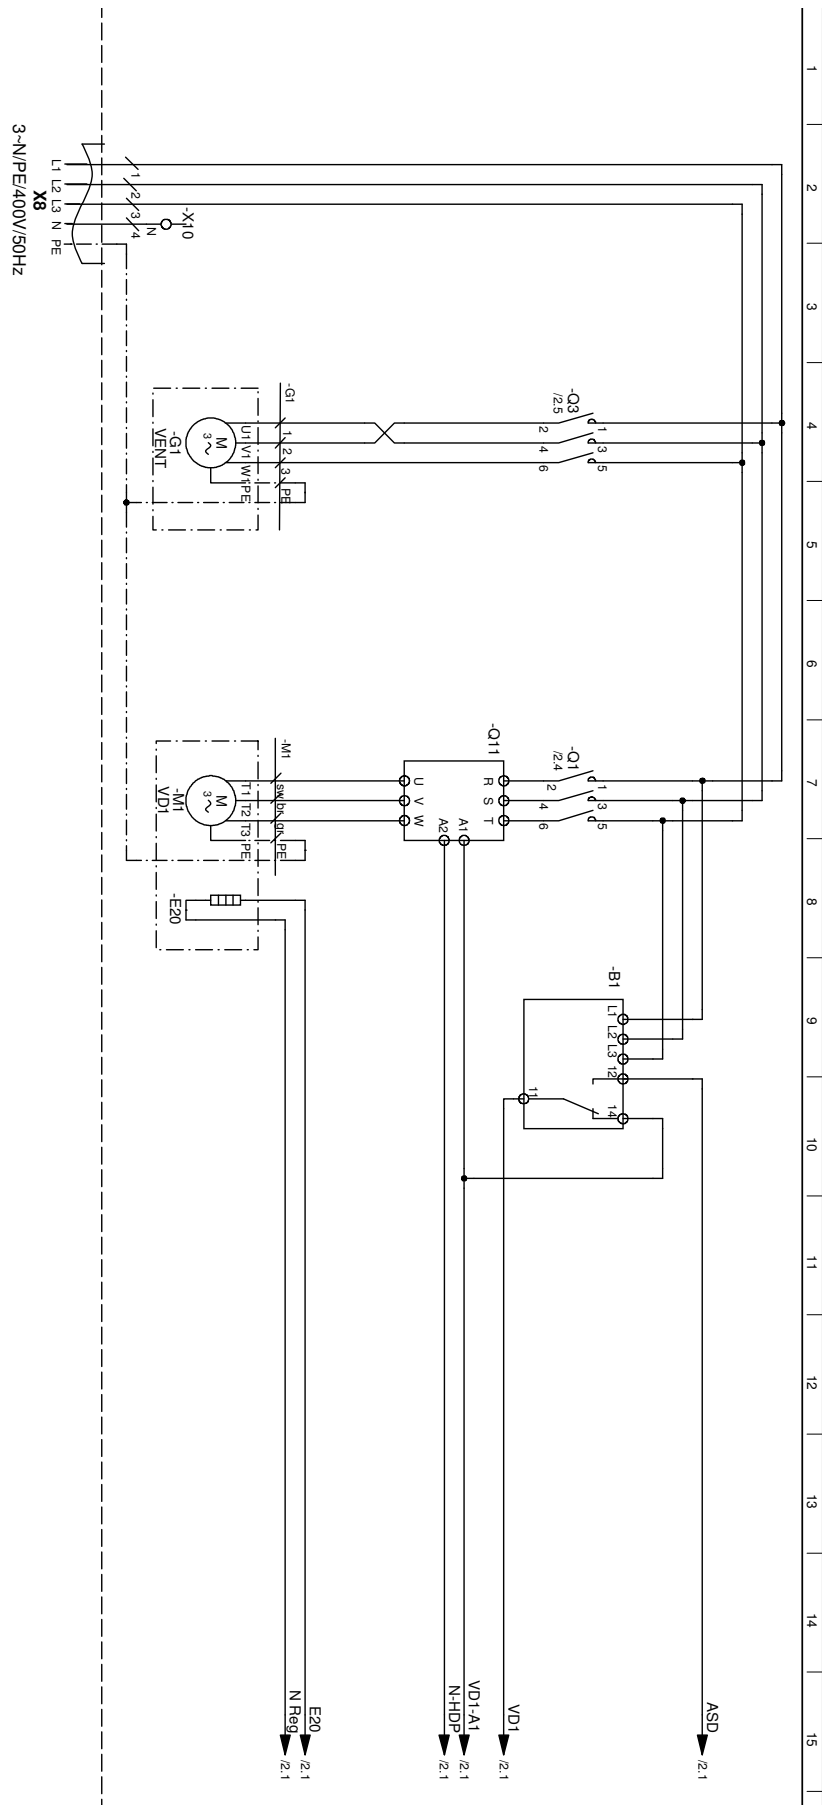 1
2
3
4
5
6
7
8
9
10
11
12
13
14
15
-Q3
/2.5
1
3
5
2
4
6
-Q1
/2.4
1
3
5
2
4
6
-B1
L1
L2
L3
12
14
11
-Q11
R
S
T
A1
A2
U
V
W
ASD
/2.1
VD1
/2.1
VD1-A1
/2.1
N-HDP
/2.1
E20
/2.1
N Reg
/2.1
-G1
1
2
3
PE
U1
V1
W1
PE
M
3~
-G1
VENT
-M1
sw
br
gr
PE
T1
T2
T3
PE
M
3~
-M1
VD1
-E20
-X10
N
1
2
3
4
L1
L2
L3
N
PE
X8
3~N/PE/400V/50Hz